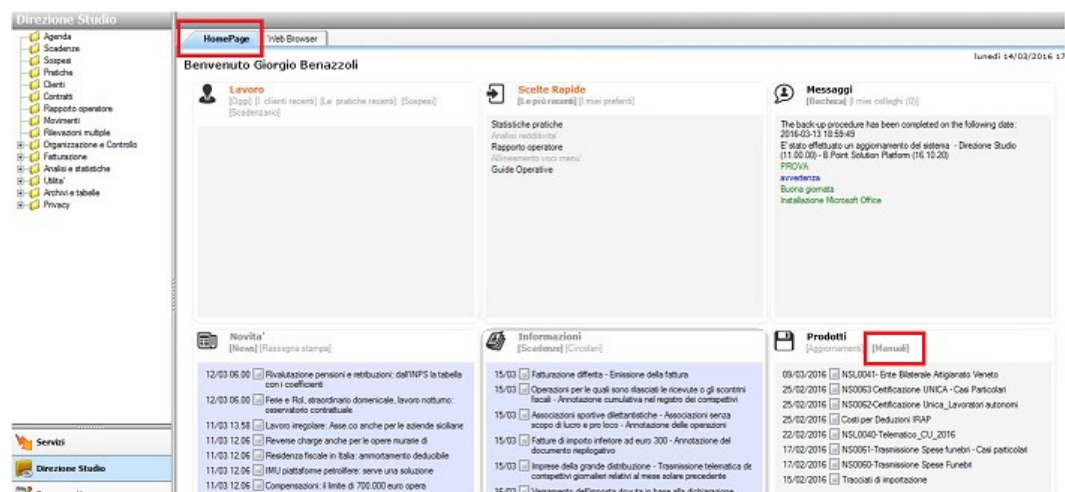 Direzione Studio
Agenda
Scadenze
Sospesi
Pratiche
Clienti
Contratti
Rapporto operatore
Movimenti
Rilevazioni multiple
Organizzazione e Controllo
Fatturazione
Analisi e statistiche
Utilita'
Archivi e tabelle
Privacy
Servizi
Direzione Studio
HomePage
Web Browser
Benvenuto Giorgio Benazzoli
lunedì 14/03/2016 17
Lavoro
[Oggi] [I clienti recenti] [Le pratiche recenti] [Sospesi]
[Scadenzario]
Scelte Rapide
[Le più recenti] [I miei preferiti]
Statistiche pratiche
Analisi redditivita'
Rapporto operatore
Allineamento voci menu'
Guide Operative
Messaggi
[Bacheca] [I miei colleghi (0)]
The back-up procedure has been completed on the following date:
2016-03-13 18:59:49
E' stato effettuato un aggiornamento del sistema - Direzione Studio
(11.00.00) - B.Point Solution Platform (16.10.20)
PROVA
avvertenza
Buona giornata
Installazione Microsoft Office
Novita'
[News] [Rassegna stampa]
12/03 06.00 Rivalutazione pensioni e retribuzioni: dall'INPS la tabella
con i coefficienti
12/03 06.00 Ferie e Rol, straordinario domenicale, lavoro notturno:
osservatorio contrattuale
11/03 13.58 Lavoro irregolare: Asse.co anche per le aziende siciliane
11/03 12.06 Reverse charge anche per le opere murarie di
11/03 12.06 Residenza fiscale in Italia: ammortamento deducibile
11/03 12.06 IMU piattaforme petrolifere: serve una soluzione
11/03 12.06 Compensazioni: il limite di 700.000 euro opera
Informazioni
[Scadenze] [Circolari]
15/03 Fatturazione differita - Emissione della fattura
15/03 Operazioni per le quali sono rilasciati le ricevute o gli scontrini
fiscali - Annotazione cumulativa nel registro dei corrispettivi
15/03 Associazioni sportive dilettantistiche - Associazioni senza
scopo di lucro e pro loco - Annotazione delle operazioni
15/03 Fatture di importo inferiore ad euro 300 - Annotazione del
documento riepilogativo
15/03 Imprese della grande distribuzione - Trasmissione telematica dei
corrispettivi giornalieri relativi al mese solare precedente
16/03 Versamento dell'imposta dovuta in base alla dichiarazione
Prodotti
[Aggiornamenti] [Manuali]
09/03/2016 NSL0041- Ente Bilaterale Artigianato Veneto
25/02/2016 NS0063 Certificazione UNICA - Casi Particolari
25/02/2016 NS0062-Certificazione Unica_Lavoratori autonomi
25/02/2016 Costi per Deduzioni IRAP
22/02/2016 NSL0040-Telematico_CU_2016
17/02/2016 NS0061-Trasmissione Spese funebri - Casi particolari
17/02/2016 NS0060-Trasmissione Spese Funebri
15/02/2016 Tracciati di importazione